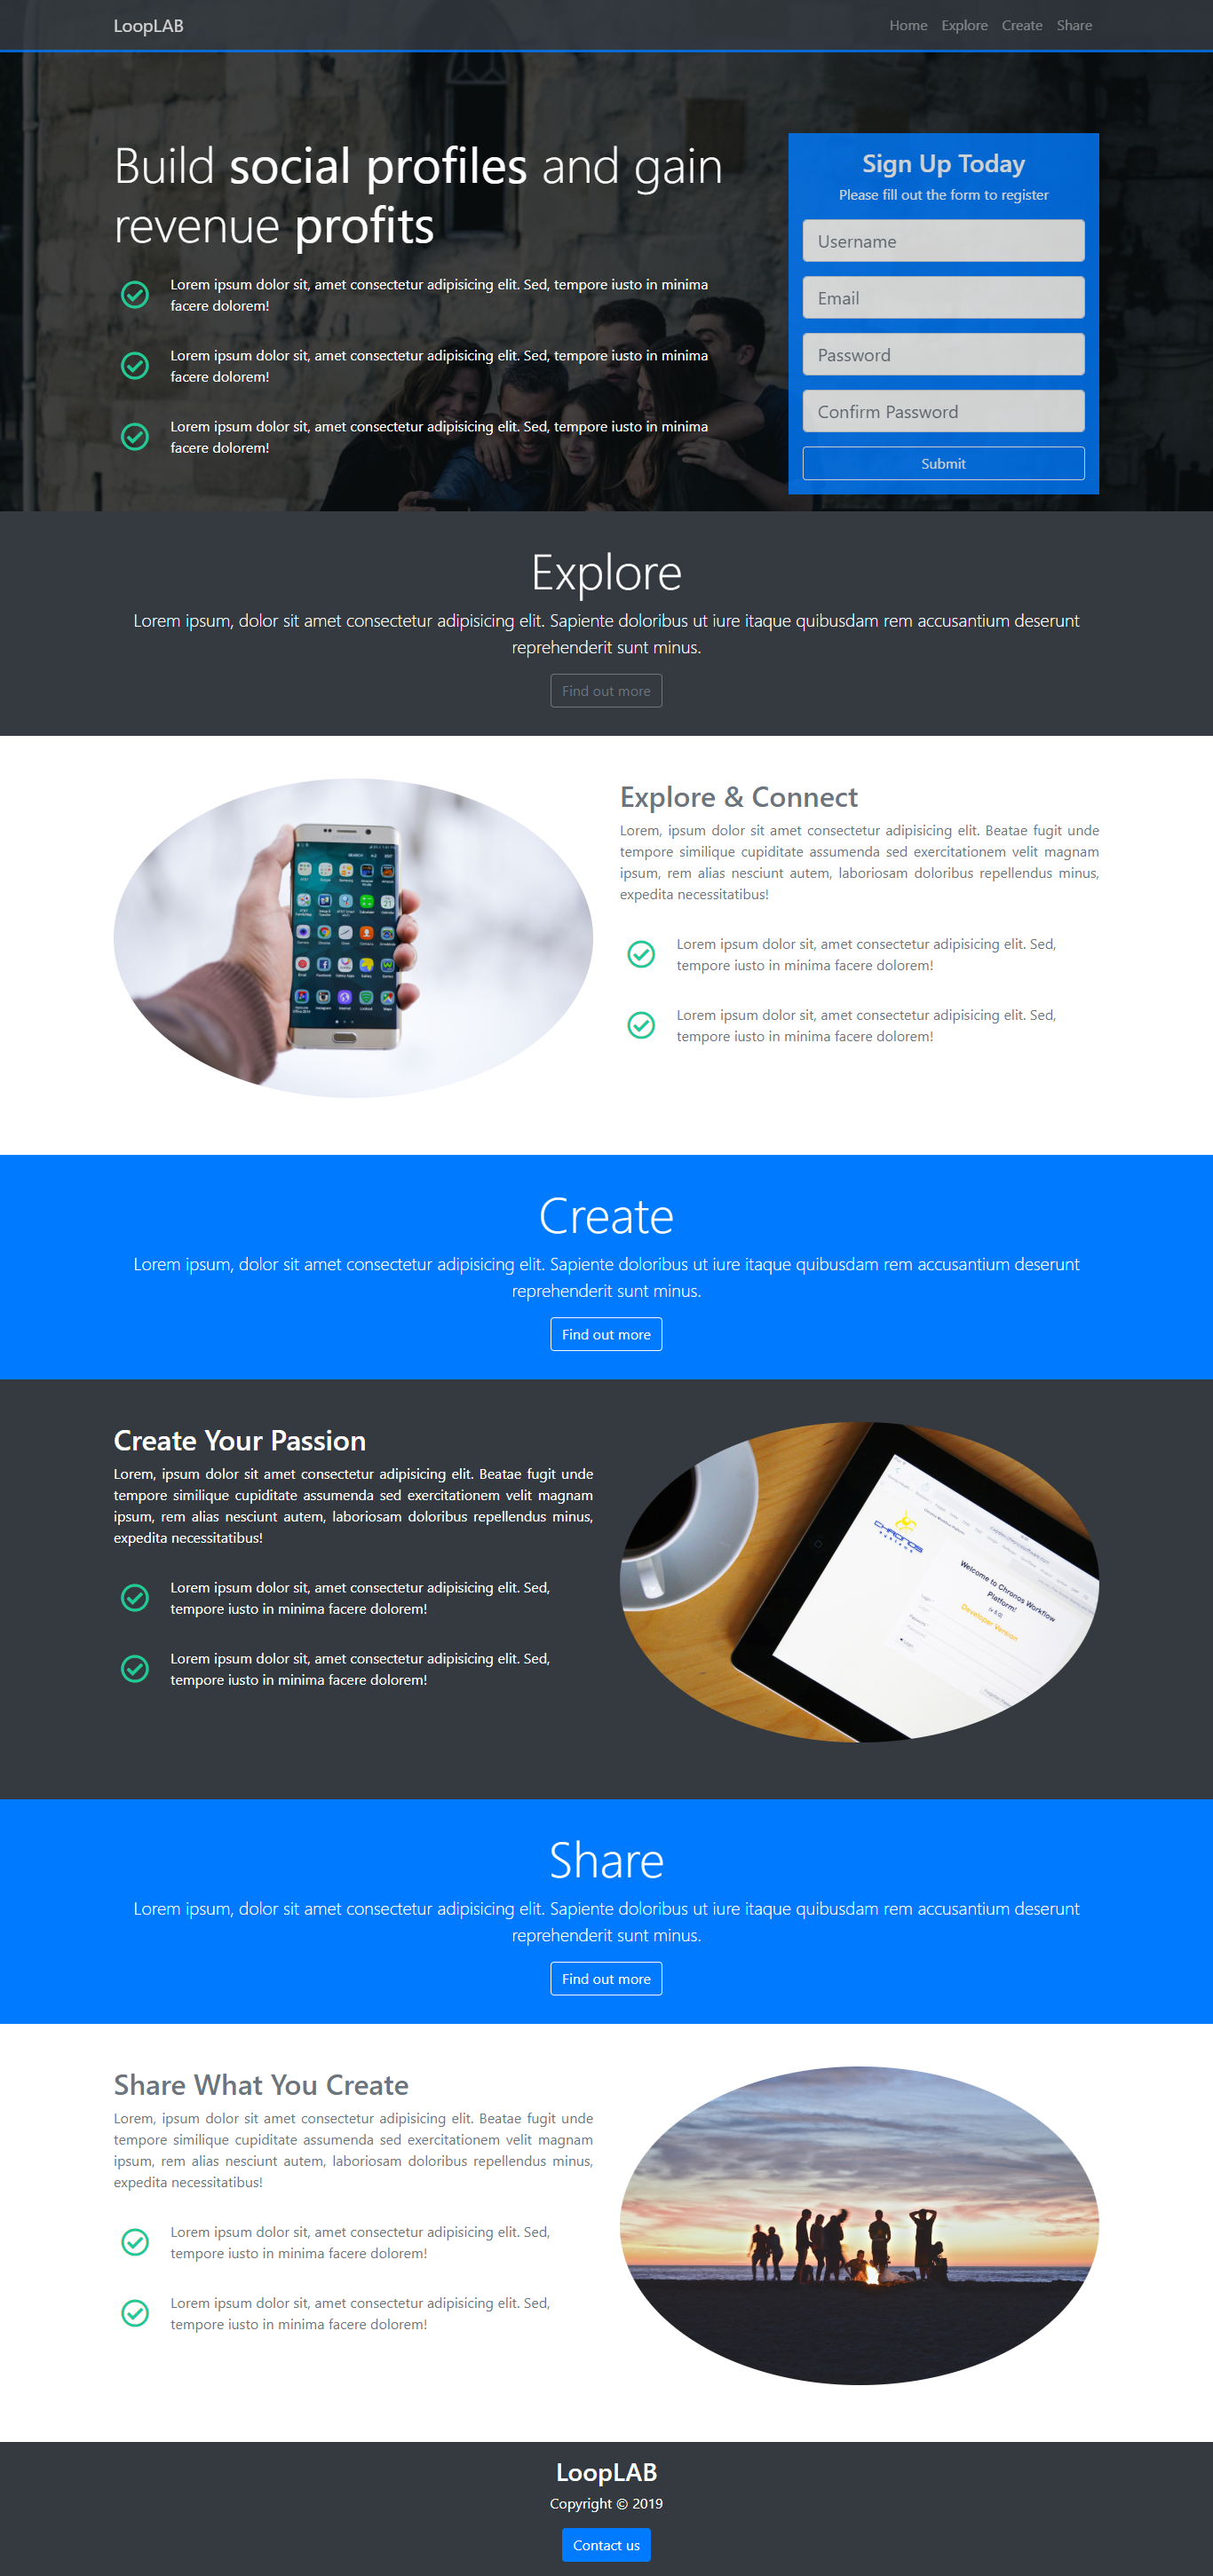 LoopLAB
Home Explore Create Share
Build social profiles and gain
revenue profits
Lorem ipsum dolor sit, amet consectetur adipisicing elit. Sed, tempore iusto in minima
facere dolorem!
Lorem ipsum dolor sit, amet consectetur adipisicing elit. Sed, tempore iusto in minima
facere dolorem!
Lorem ipsum dolor sit, amet consectetur adipisicing elit. Sed, tempore iusto in minima
facere dolorem!
Sign Up Today
Please fill out the form to register
Username
Email
Password
Confirm Password
Submit
Explore
Lorem ipsum, dolor sit amet consectetur adipisicing elit. Sapiente doloribus ut iure itaque quibusdam rem accusantium deserunt
reprehenderit sunt minus.
Find out more
Explore & Connect
Lorem, ipsum dolor sit amet consectetur adipisicing elit. Beatae fugit unde
tempore similique cupiditate assumenda sed exercitationem velit magnam
ipsum, rem alias nesciunt autem, laboriosam doloribus repellendus minus,
expedita necessitatibus!
Lorem ipsum dolor sit, amet consectetur adipisicing elit. Sed,
tempore iusto in minima facere dolorem!
Lorem ipsum dolor sit, amet consectetur adipisicing elit. Sed,
tempore iusto in minima facere dolorem!
Create
Lorem ipsum, dolor sit amet consectetur adipisicing elit. Sapiente doloribus ut iure itaque quibusdam rem accusantium deserunt
reprehenderit sunt minus.
Find out more
Create Your Passion
Lorem, ipsum dolor sit amet consectetur adipisicing elit. Beatae fugit unde
tempore similique cupiditate assumenda sed exercitationem velit magnam
ipsum, rem alias nesciunt autem, laboriosam doloribus repellendus minus,
expedita necessitatibus!
Lorem ipsum dolor sit, amet consectetur adipisicing elit. Sed,
tempore iusto in minima facere dolorem!
Lorem ipsum dolor sit, amet consectetur adipisicing elit. Sed,
tempore iusto in minima facere dolorem!
CHRONOS
Welcome to Chronos Workflow
Platform!
Developer Version
Share
Lorem ipsum, dolor sit amet consectetur adipisicing elit. Sapiente doloribus ut iure itaque quibusdam rem accusantium deserunt
reprehenderit sunt minus.
Find out more
Share What You Create
Lorem, ipsum dolor sit amet consectetur adipisicing elit. Beatae fugit unde
tempore similique cupiditate assumenda sed exercitationem velit magnam
ipsum, rem alias nesciunt autem, laboriosam doloribus repellendus minus,
expedita necessitatibus!
Lorem ipsum dolor sit, amet consectetur adipisicing elit. Sed,
tempore iusto in minima facere dolorem!
Lorem ipsum dolor sit, amet consectetur adipisicing elit. Sed,
tempore iusto in minima facere dolorem!
LoopLAB
Copyright © 2019
Contact us